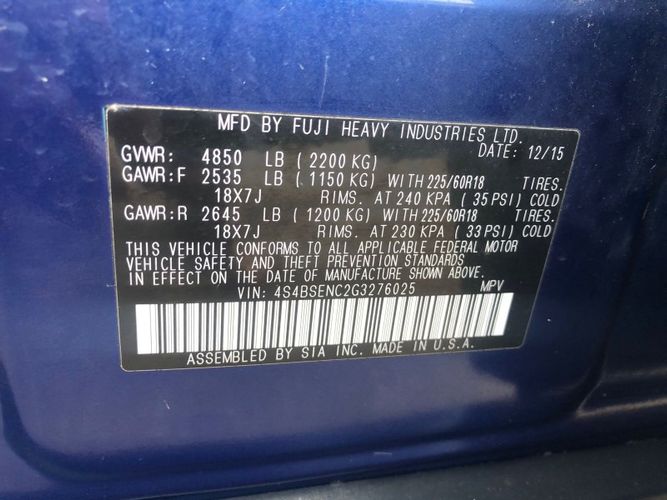 MFD BY FUJI HEAVY INDUSTRIES LTD.
DATE: 12/15
GVWR: 4850 LB (2200 KG)
GAWR:F 2535 LB (1150 KG) WITH 225/60R18 TIRES.
18X7J RIMS. AT 240 KPA (35 PSI) COLD
GAWR:R 2645 LB (1200 KG) WITH 225/60R18 TIRES.
18X7J RIMS. AT 230 KPA (33 PSI) COLD
THIS VEHICLE CONFORMS TO ALL APPLICABLE FEDERAL MOTOR
VEHICLE SAFETY AND THEFT PREVENTION STANDARDS
IN EFFECT ON THE DATE OF MANUFACTURE SHOWN ABOVE.
VIN: 4S4BSENC2G3276025 MPV
ASSEMBLED BY SIA INC. MADE IN U.S.A.